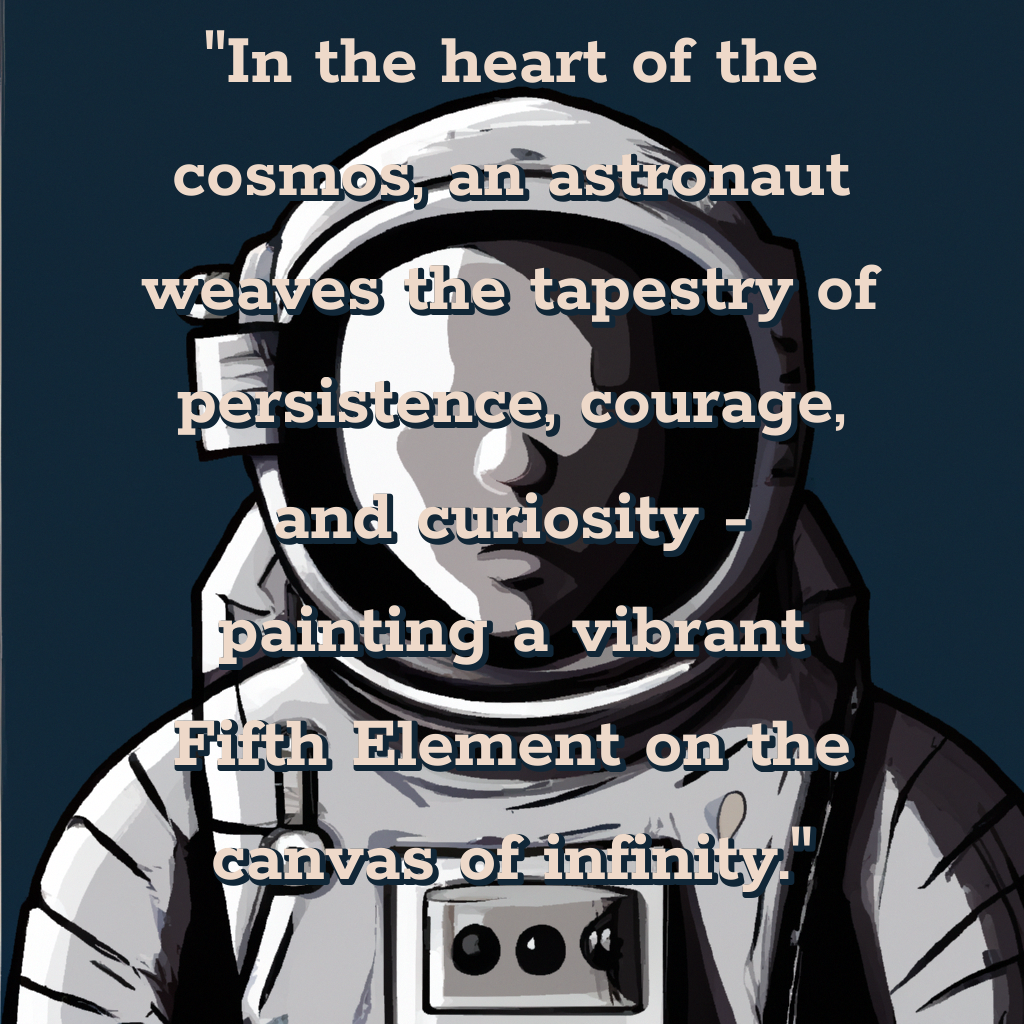 "In the heart of the
cosmos, an astronaut
weaves the tapestry of
persistence, courage,
and curiosity -
painting a vibrant
Fifth Element on the
canvas of infinity."